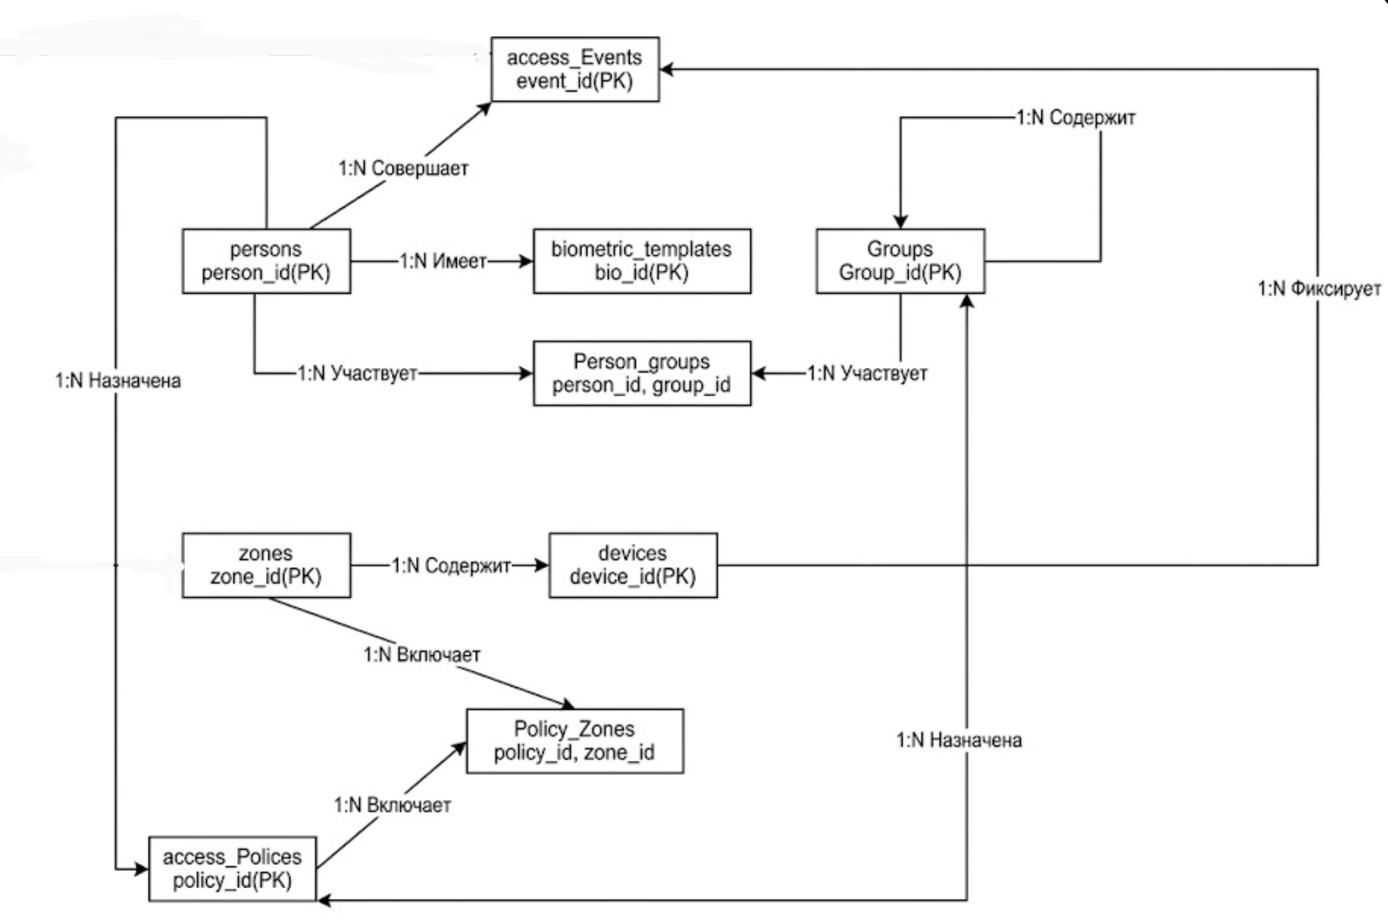 access_Events
event_id(PK)
1:N Содержит
1:N Совершает
persons
person_id(PK)
1:N Имеет
biometric_templates
bio_id(PK)
Groups
Group_id(PK)
1:N Фиксирует
1:N Назначена
1:N Участвует
Person_groups
person_id, group_id
1:N Участвует
zones
zone_id(PK)
1:N Содержит
devices
device_id(PK)
1:N Включает
Policy_Zones
policy_id, zone_id
1:N Назначена
1:N Включает
access_Polices
policy_id(PK)